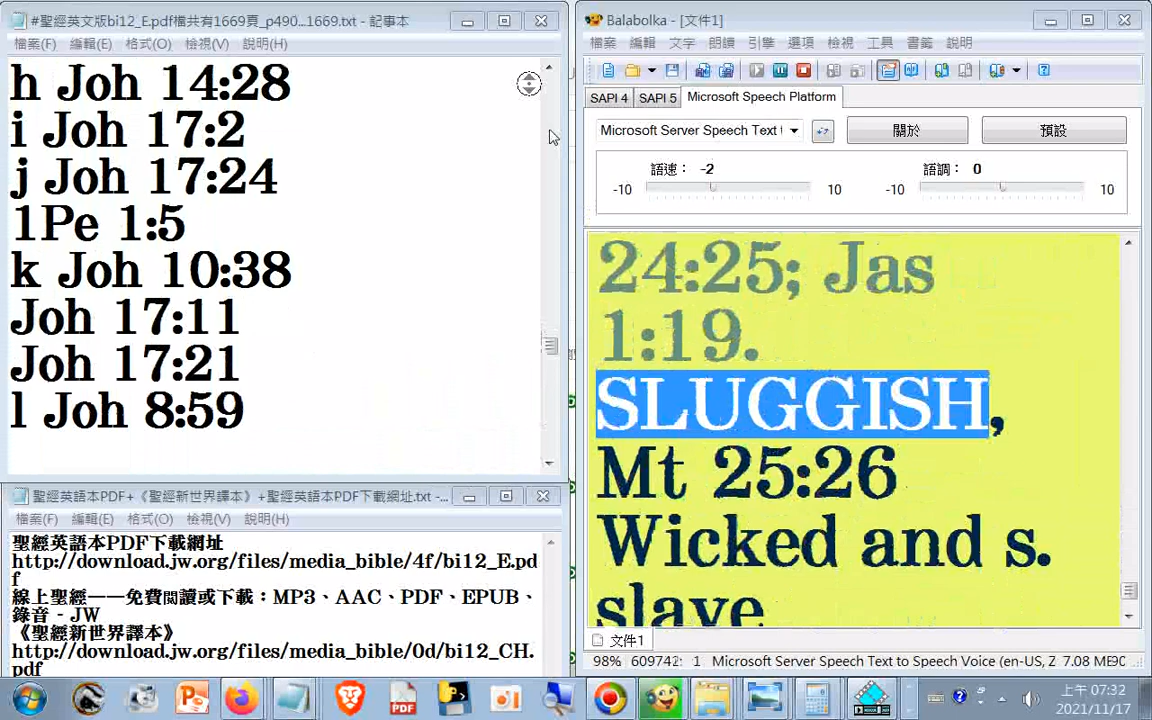 #聖經英文版bi12_E.pdf檔共有1669頁_p490...1669.txt - 記事本
檔案(F) 編輯(E) 格式(O) 檢視(V) 說明(H)
h Joh 14:28
i Joh 17:2
j Joh 17:24
1Pe 1:5
k Joh 10:38
Joh 17:11
Joh 17:21
l Joh 8:59
聖經英語本PDF+《聖經新世界譯本》+聖經英語本PDF下載網址.txt -...
檔案(F) 編輯(E) 格式(O) 檢視(V) 說明(H)
聖經英語本PDF下載網址
http://download.jw.org/files/media_bible/4f/bi12_E.pd
f
線上聖經——免費閱讀或下載：MP3、AAC、PDF、EPUB、
錄音 - JW
《聖經新世界譯本》
http://download.jw.org/files/media_bible/0d/bi12_CH.
pdf
Balabolka - [文件1]
檔案 編輯 文字 朗讀 引擎 選項 檢視 工具 書籤 說明
SAPI 4 SAPI 5 Microsoft Speech Platform
Microsoft Server Speech Text t 關於 預設
語速： -2 語調： 0
-10 10 -10 10
24:25; Jas
1:19.
SLUGGISH,
Mt 25:26
Wicked and s.
slave
文件1
98% 609742: 1 Microsoft Server Speech Text to Speech Voice (en-US, Z 7.08 ME
上午 07:32
2021/11/17